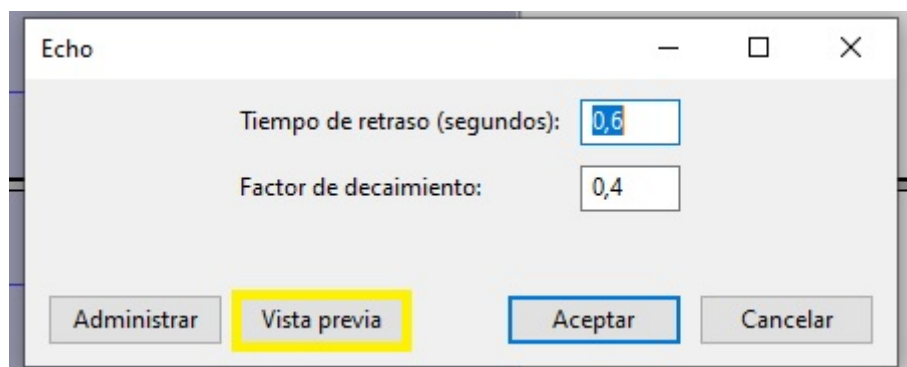 Echo
Tiempo de retraso (segundos): 0,6
Factor de decaimiento: 0,4
Administrar Vista previa Aceptar Cancelar